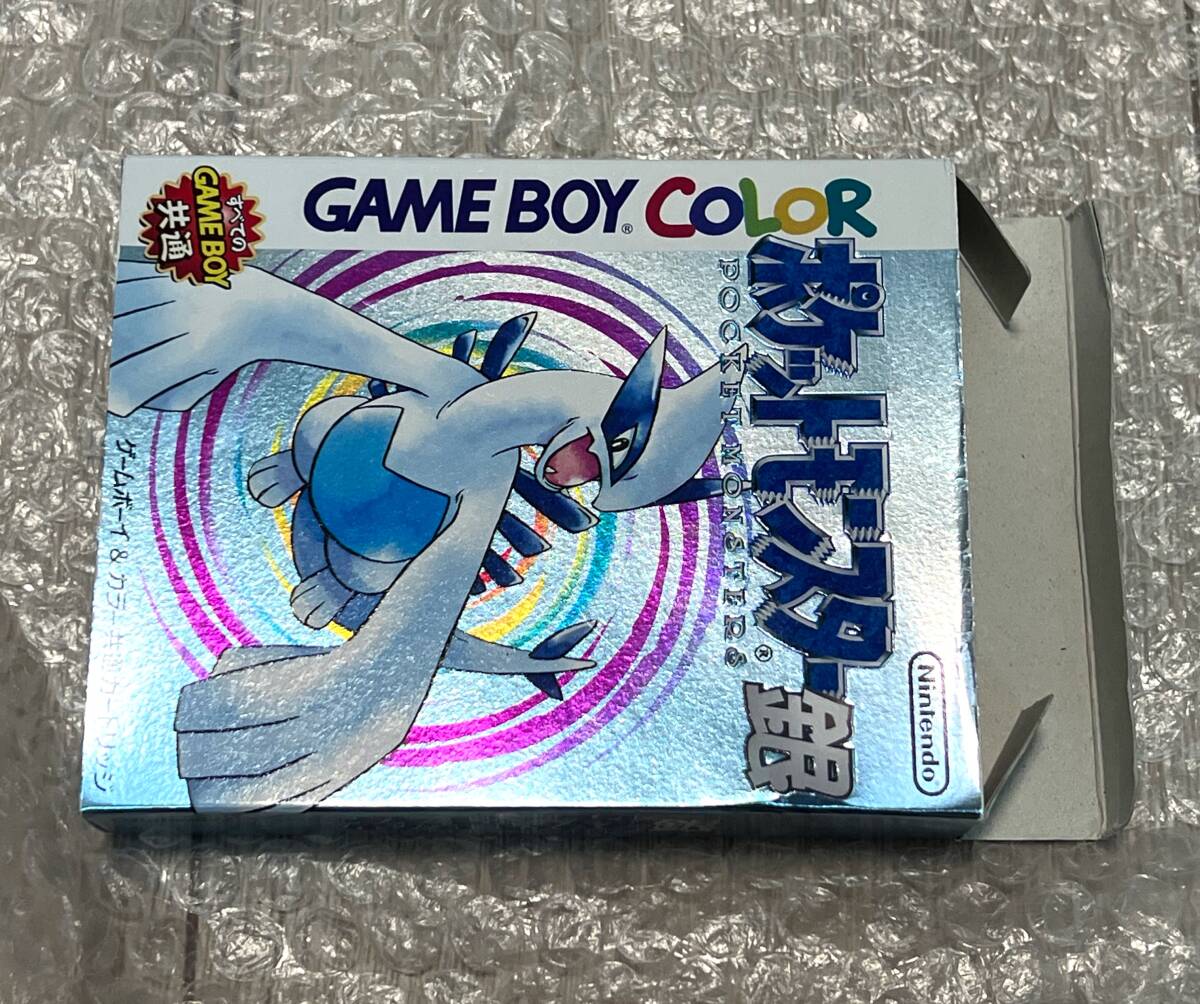 GAME BOY® COLOR
すべての
GAME BOY
共通
ポケットモンスター
銀
POCKET MONSTERS®
Nintendo
ゲームボーイ&カラー共通カートリッジ